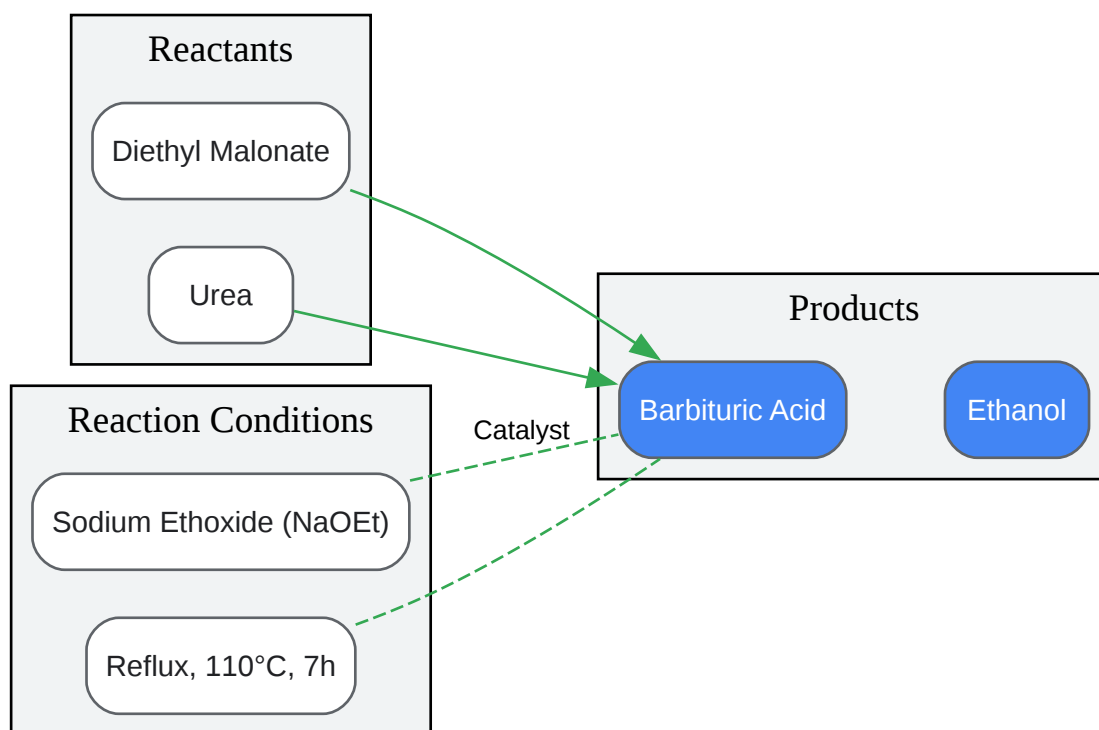 Reactants
Diethyl Malonate
Urea
Products
Barbituric Acid
Ethanol
Reaction Conditions
Catalyst
Sodium Ethoxide (NaOEt)
Reflux, 110°C, 7h